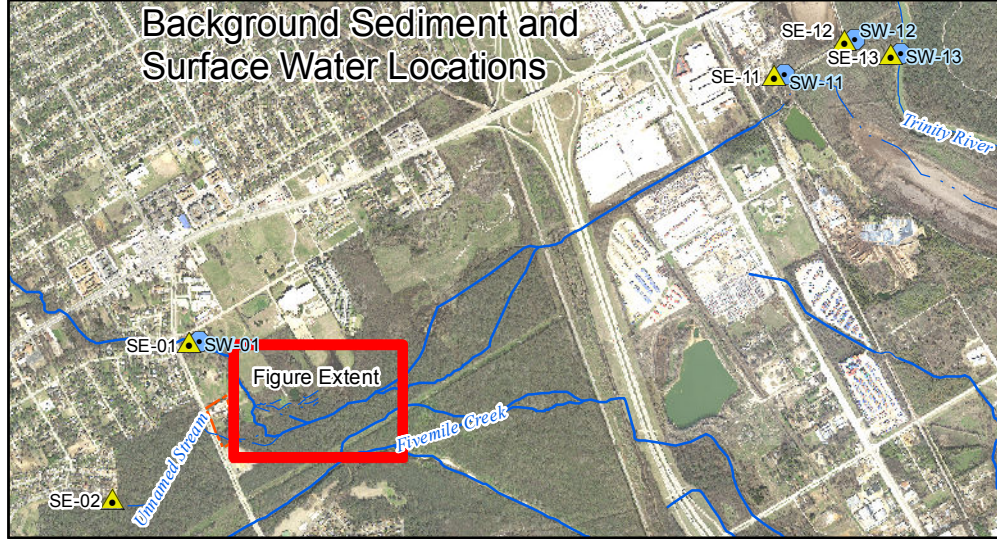 Background Sediment and
Surface Water Locations
SE-12 SW-12
SE-13 SW-13
SE-11 SW-11
Trinity River
SE-01 SW-01
Figure Extent
Fivemile Creek
Unnamed Stream
SE-02